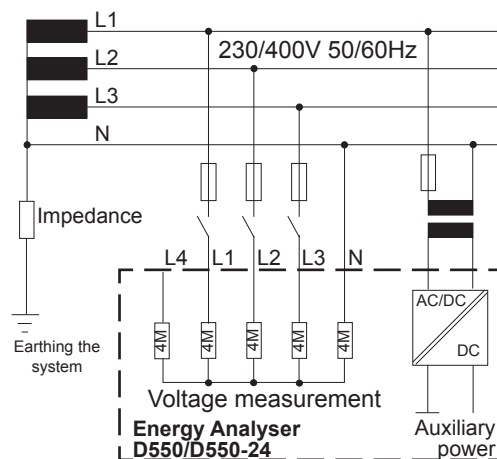 L1
230/400V 50/60Hz
L2
L3
N
Impedance
L4 L1 L2 L3 N
Earthing the
system
4M 4M 4M 4M 4M
AC/DC
DC
Voltage measurement
Energy Analyser
D550/D550-24
Auxiliary
power